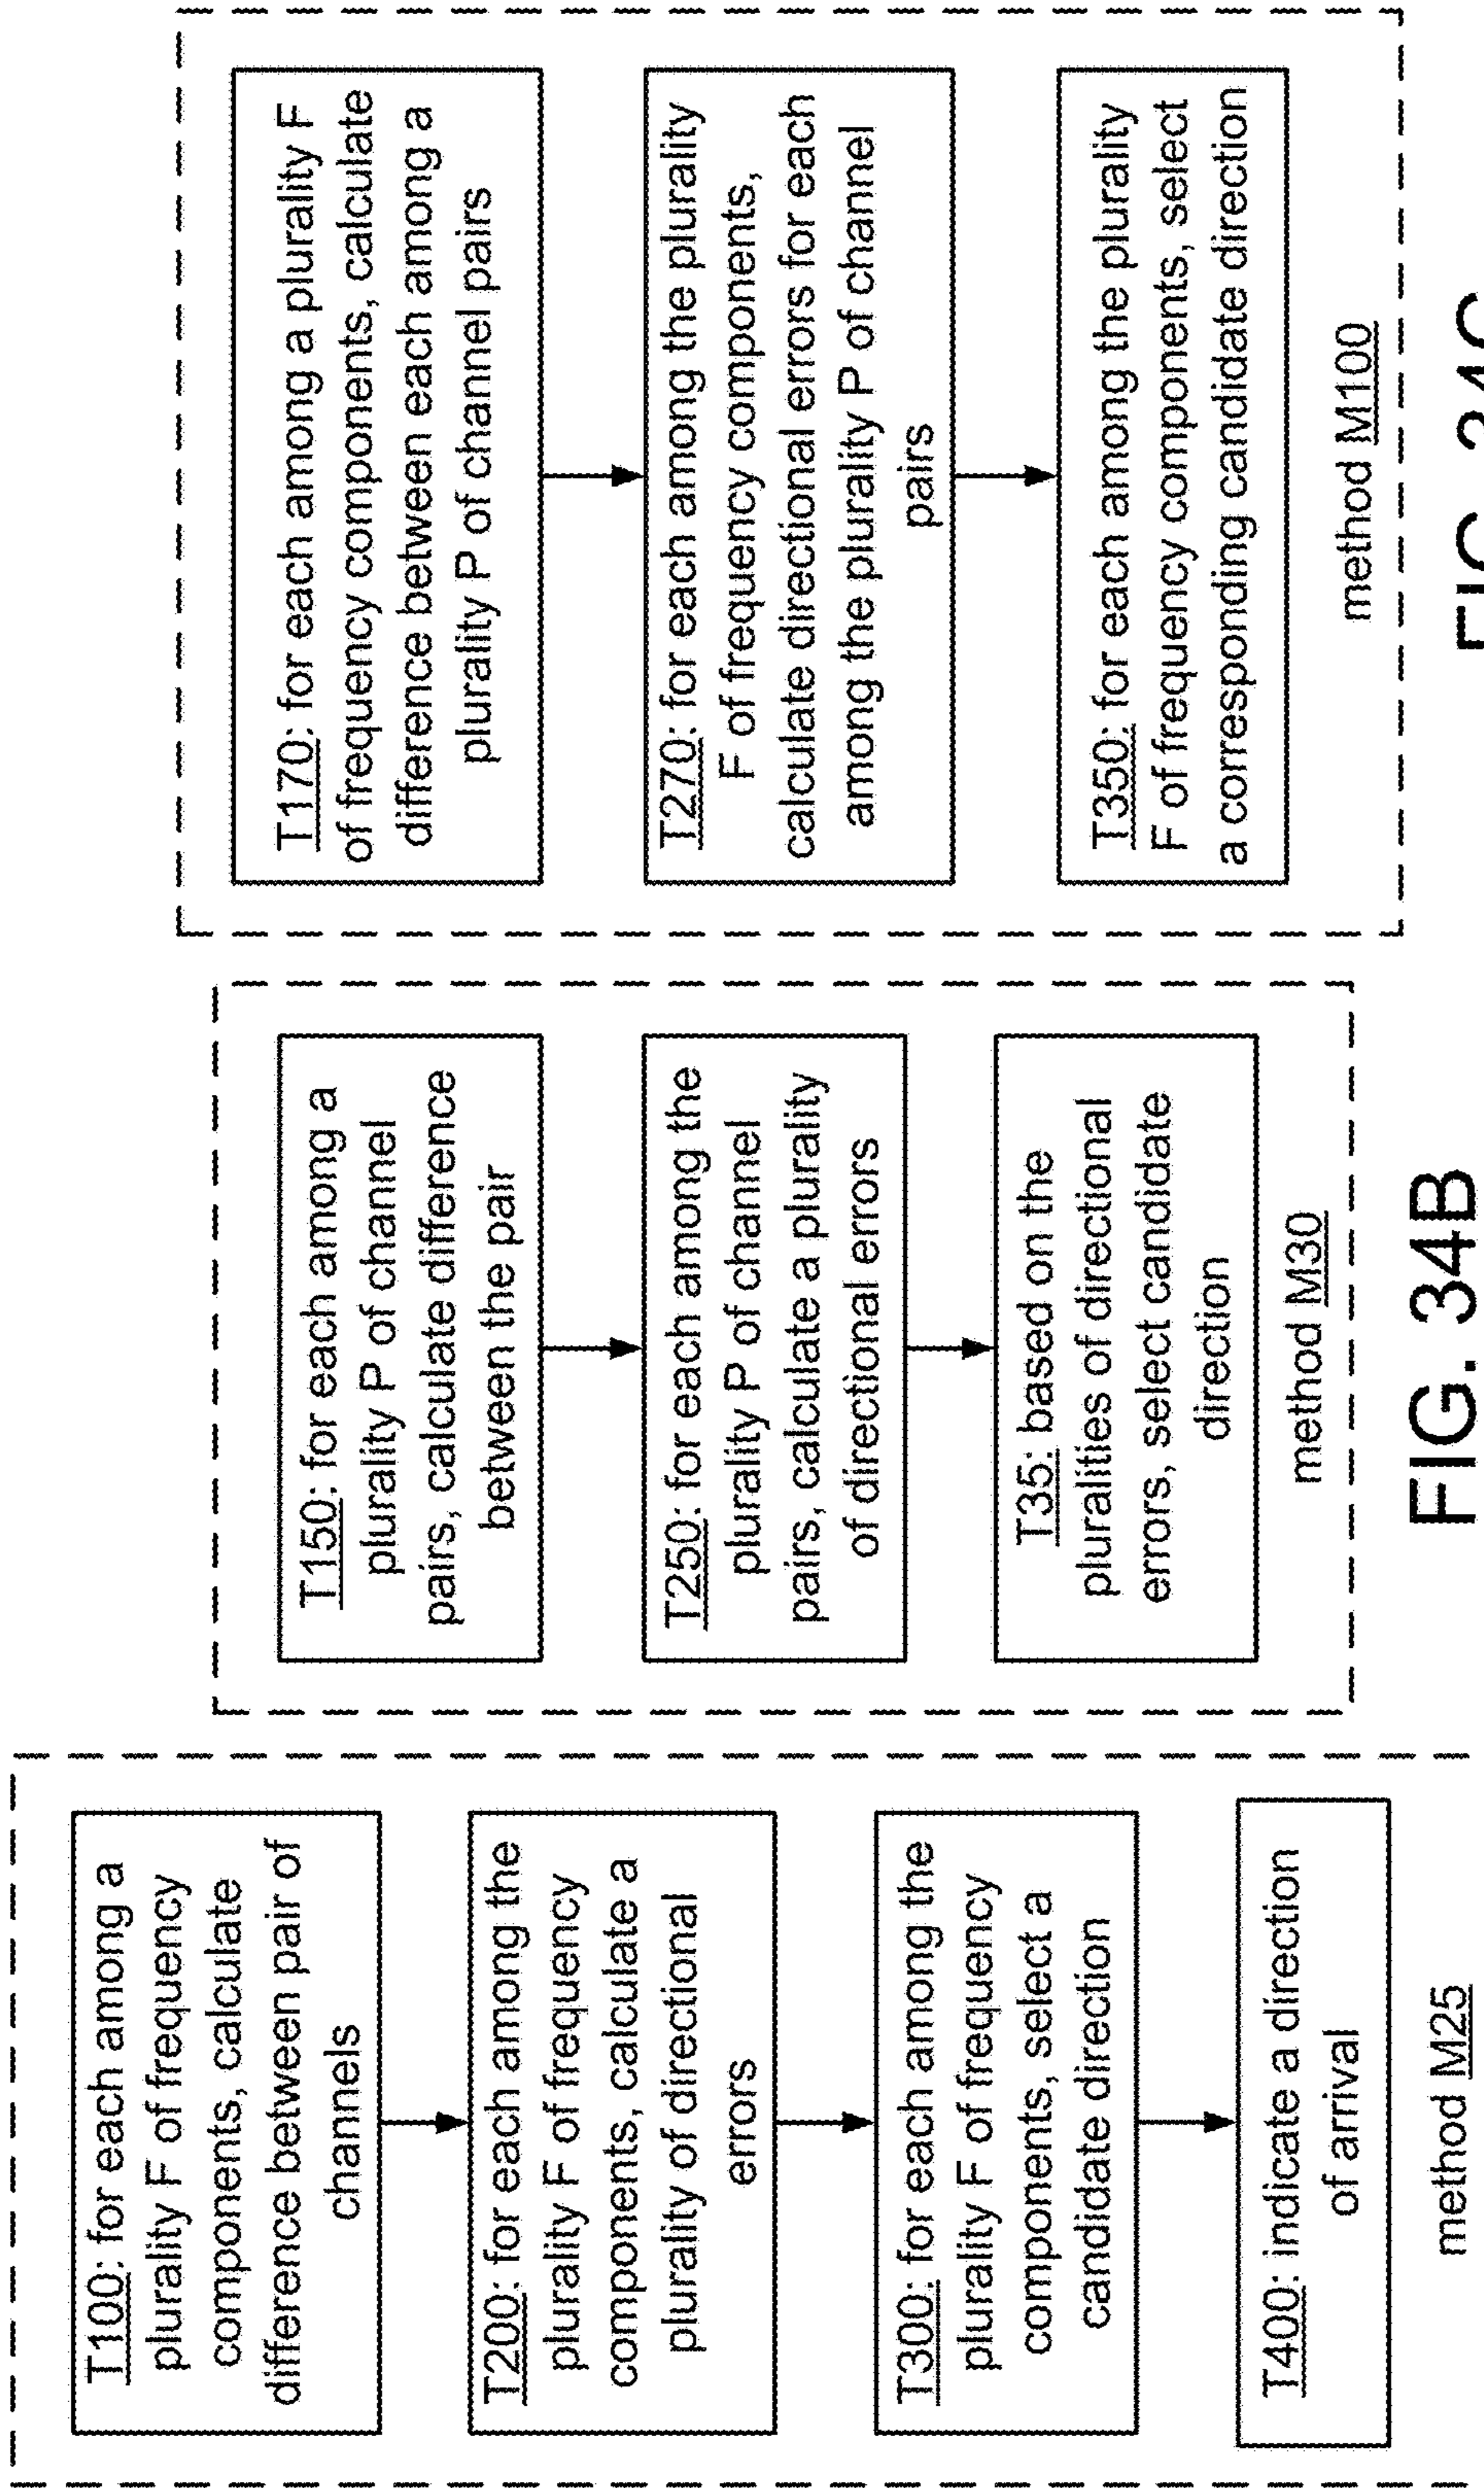 T100: for each among a
plurality F of frequency
components, calculate
difference between pair of
channels
T200: for each among the
plurality F of frequency
components, calculate a
plurality of directional
errors
T300: for each among the
plurality F of frequency
components, select a
candidate direction
T400: indicate a direction
of arrival
method M25
T150: for each among a
plurality P of channel
pairs, calculate difference
between the pair
T250: for each among the
plurality P of channel
pairs, calculate a plurality
of directional errors
T35: based on the
pluralities of directional
errors, select candidate
direction
method M30
FIG. 34B
T170: for each among a plurality F
of frequency components, calculate
difference between each among a
plurality P of channel pairs
T270: for each among the plurality
F of frequency components,
calculate directional errors for each
among the plurality P of channel
pairs
T350: for each among the plurality
F of frequency components, select
a corresponding candidate direction
method M100